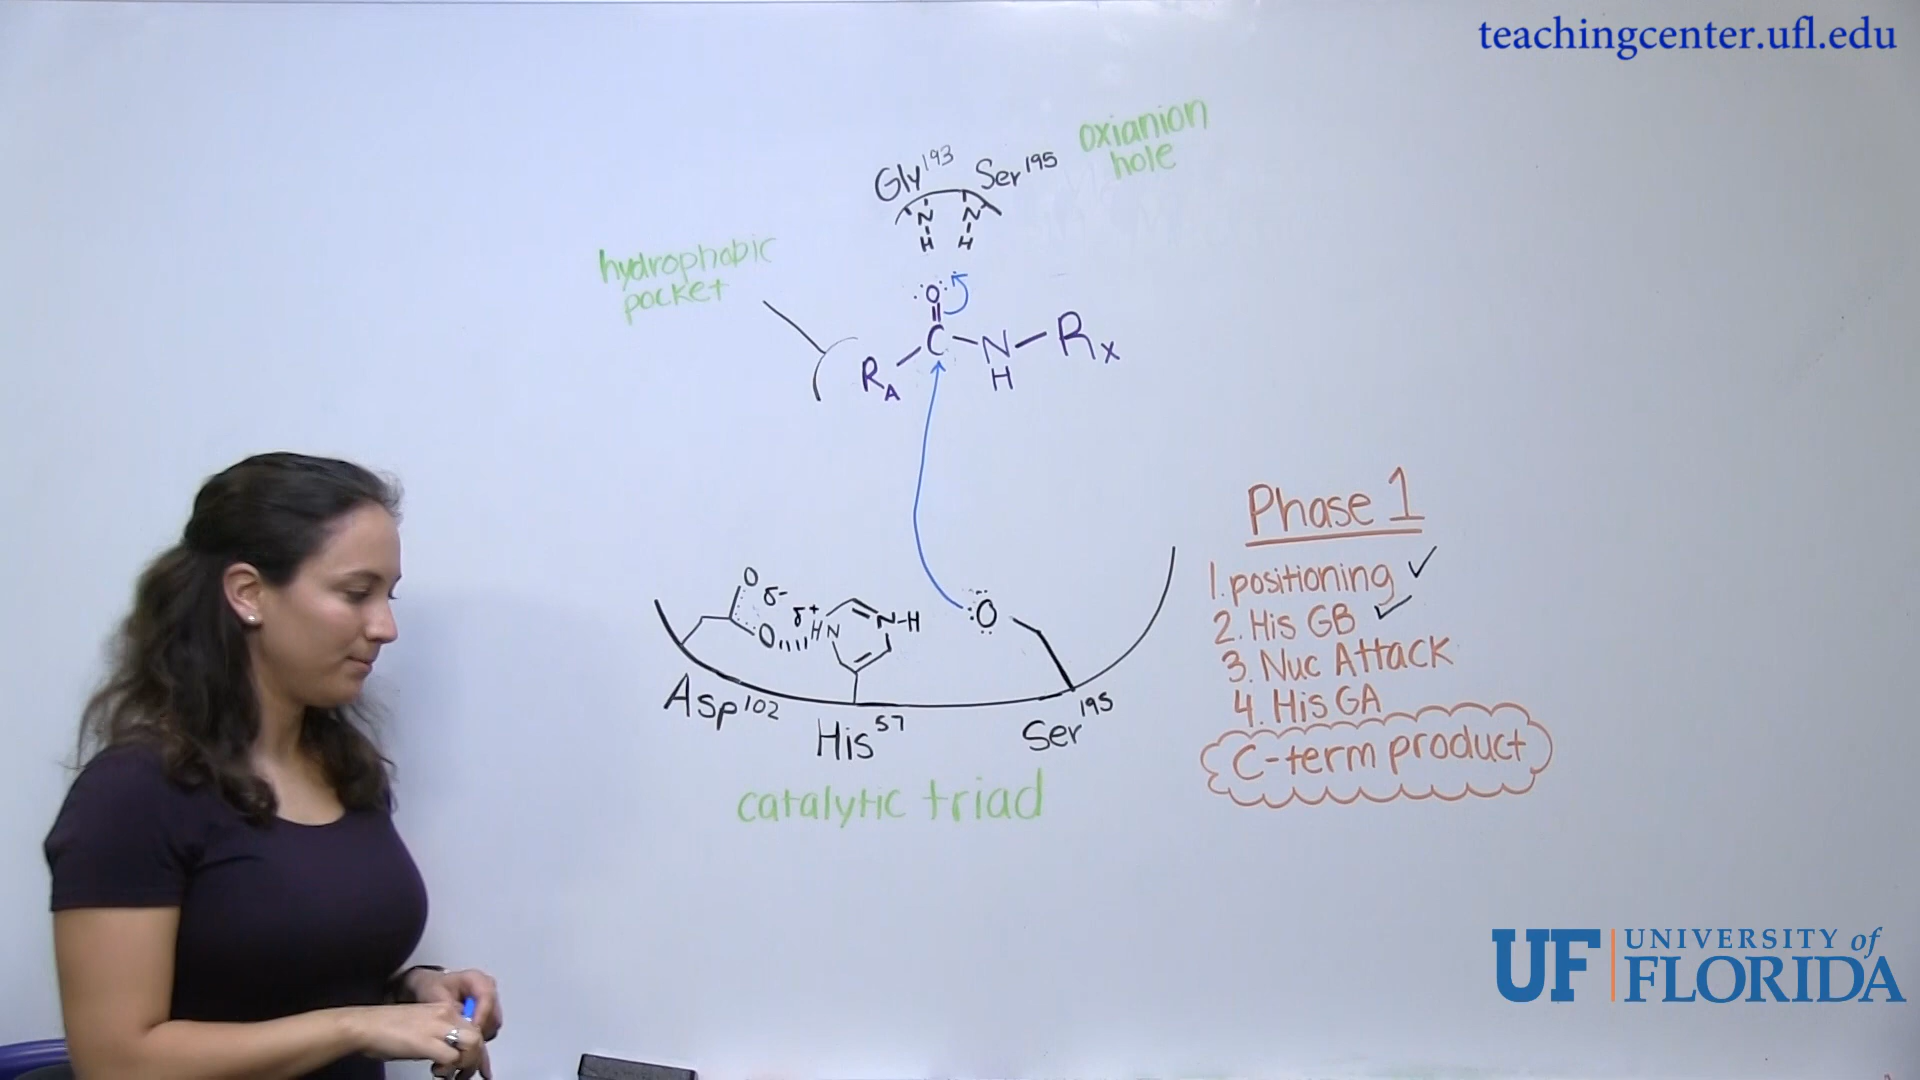 teachingcenter.ufl.edu
oxianion
hole
Gly193 Ser195
N N
H H
hydrophobic
pocket
O
RA C N Rx
H
Phase 1
1. positioning ✓
2. His GB ✓
3. Nuc Attack
4. His GA
C-term product
O δ- δ+ N-H O
O HN
Asp102
His57
Ser195
catalytic triad
UF UNIVERSITY of
FLORIDA